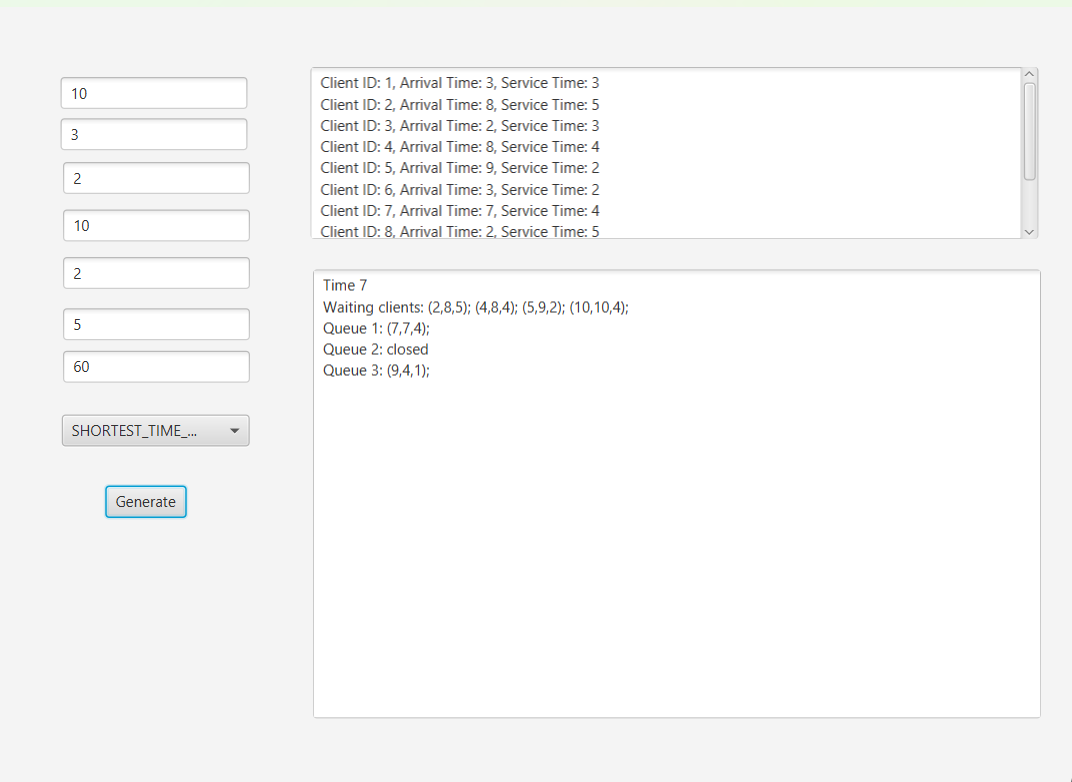 10
3
2
10
2
5
60
SHORTEST_TIME_...
Generate
Client ID: 1, Arrival Time: 3, Service Time: 3
Client ID: 2, Arrival Time: 8, Service Time: 5
Client ID: 3, Arrival Time: 2, Service Time: 3
Client ID: 4, Arrival Time: 8, Service Time: 4
Client ID: 5, Arrival Time: 9, Service Time: 2
Client ID: 6, Arrival Time: 3, Service Time: 2
Client ID: 7, Arrival Time: 7, Service Time: 4
Client ID: 8, Arrival Time: 2, Service Time: 5
Time 7
Waiting clients: (2,8,5); (4,8,4); (5,9,2); (10,10,4);
Queue 1: (7,7,4);
Queue 2: closed
Queue 3: (9,4,1);